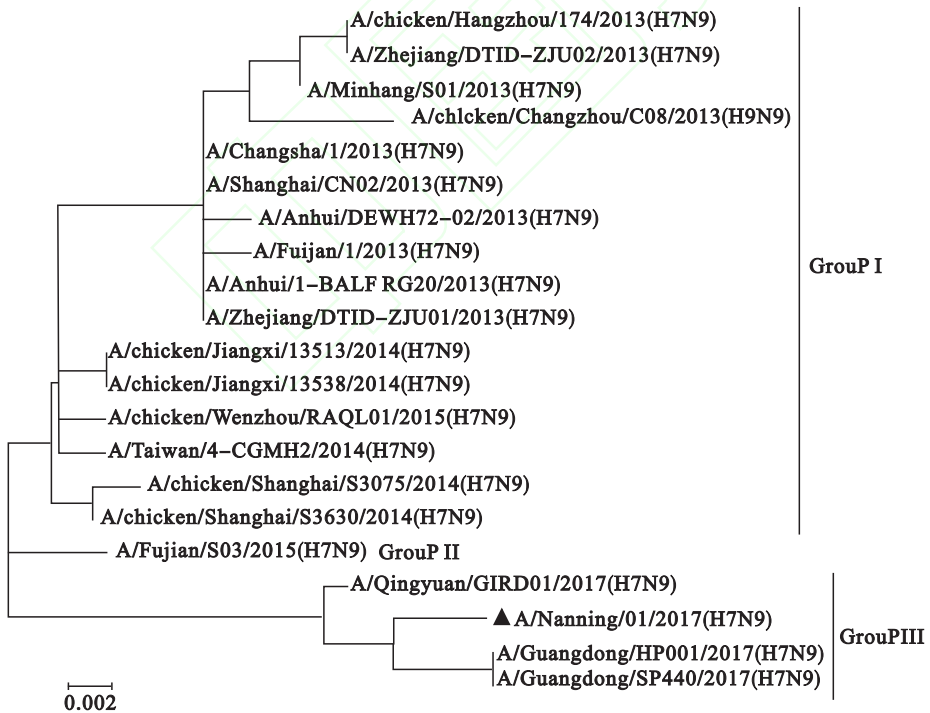 A/chicken/Hangzhou/174/2013(H7N9)
A/Zhejiang/DTID−ZJU02/2013(H7N9)
A/Minhang/S01/2013(H7N9)
A/chlcken/Changzhou/C08/2013(H9N9)
A/Changsha/1/2013(H7N9)
A/Shanghai/CN02/2013(H7N9)
A/Anhui/DEWH72−02/2013(H7N9)
A/Fuijan/1/2013(H7N9)
GrouP I
A/Anhui/1−BALF RG20/2013(H7N9)
A/Zhejiang/DTID−ZJU01/2013(H7N9)
A/chicken/Jiangxi/13513/2014(H7N9)
A/chicken/Jiangxi/13538/2014(H7N9)
A/chicken/Wenzhou/RAQL01/2015(H7N9)
A/Taiwan/4−CGMH2/2014(H7N9)
A/chicken/Shanghai/S3075/2014(H7N9)
A/chicken/Shanghai/S3630/2014(H7N9)
A/Fujian/S03/2015(H7N9) GrouP II
A/Qingyuan/GIRD01/2017(H7N9)
▲A/Nanning/01/2017(H7N9)
GrouPIII
A/Guangdong/HP001/2017(H7N9)
A/Guangdong/SP440/2017(H7N9)
0.002